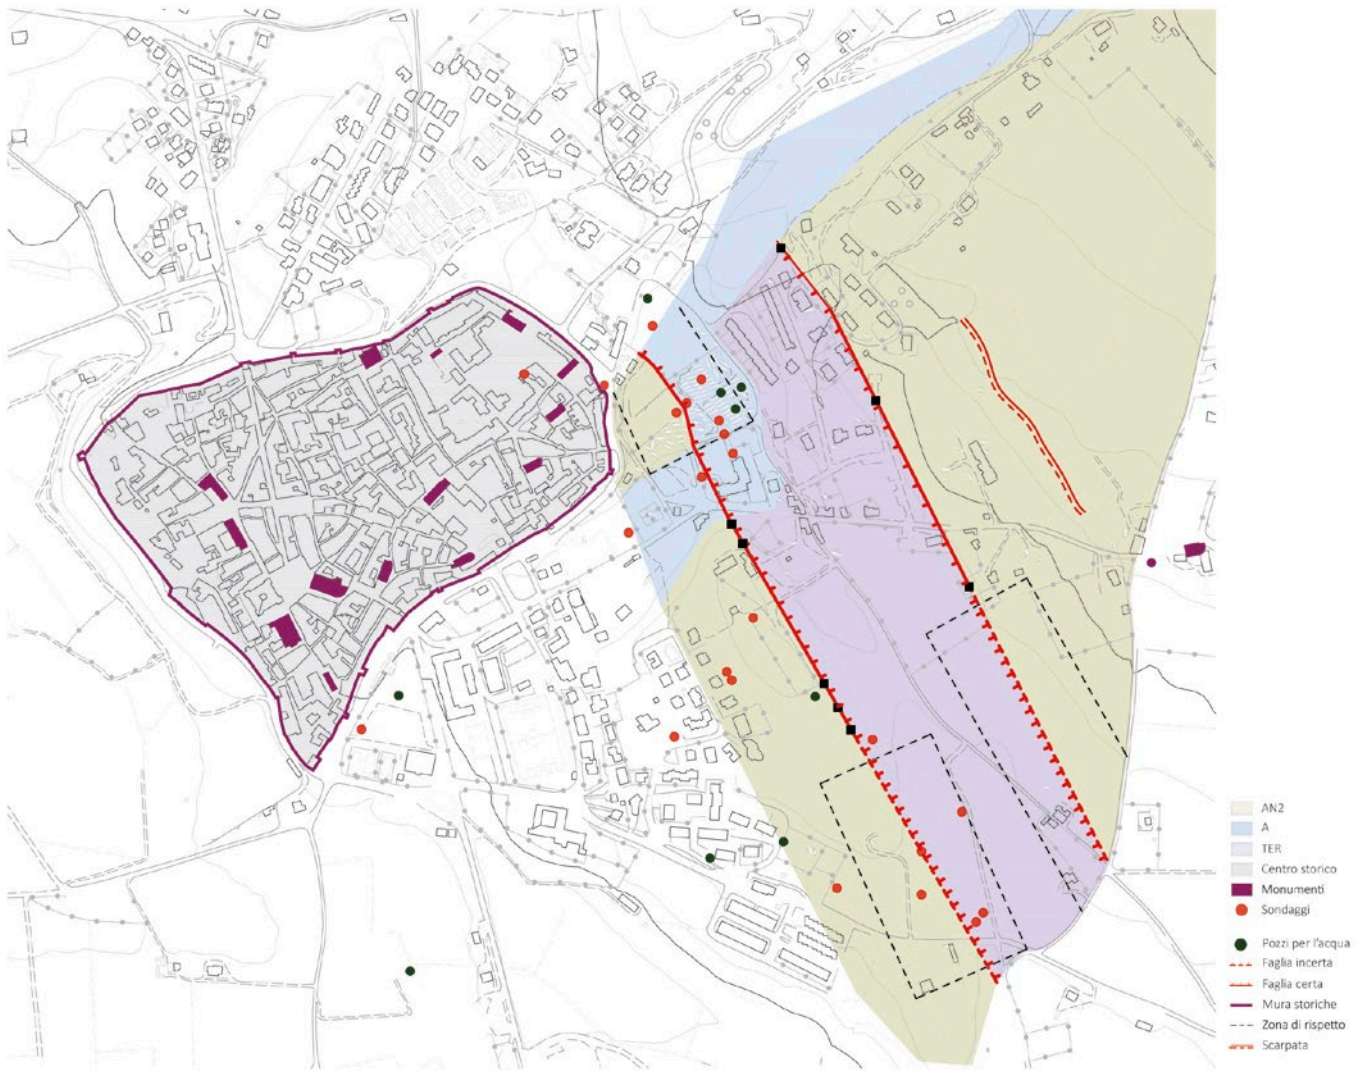 AN2
A
TER
Centro storico
Monumenti
Sondaggi
Pozzi per l'acqua
Faglia incerta
Faglia certa
Mura storiche
Zona di rispetto
Scarpata